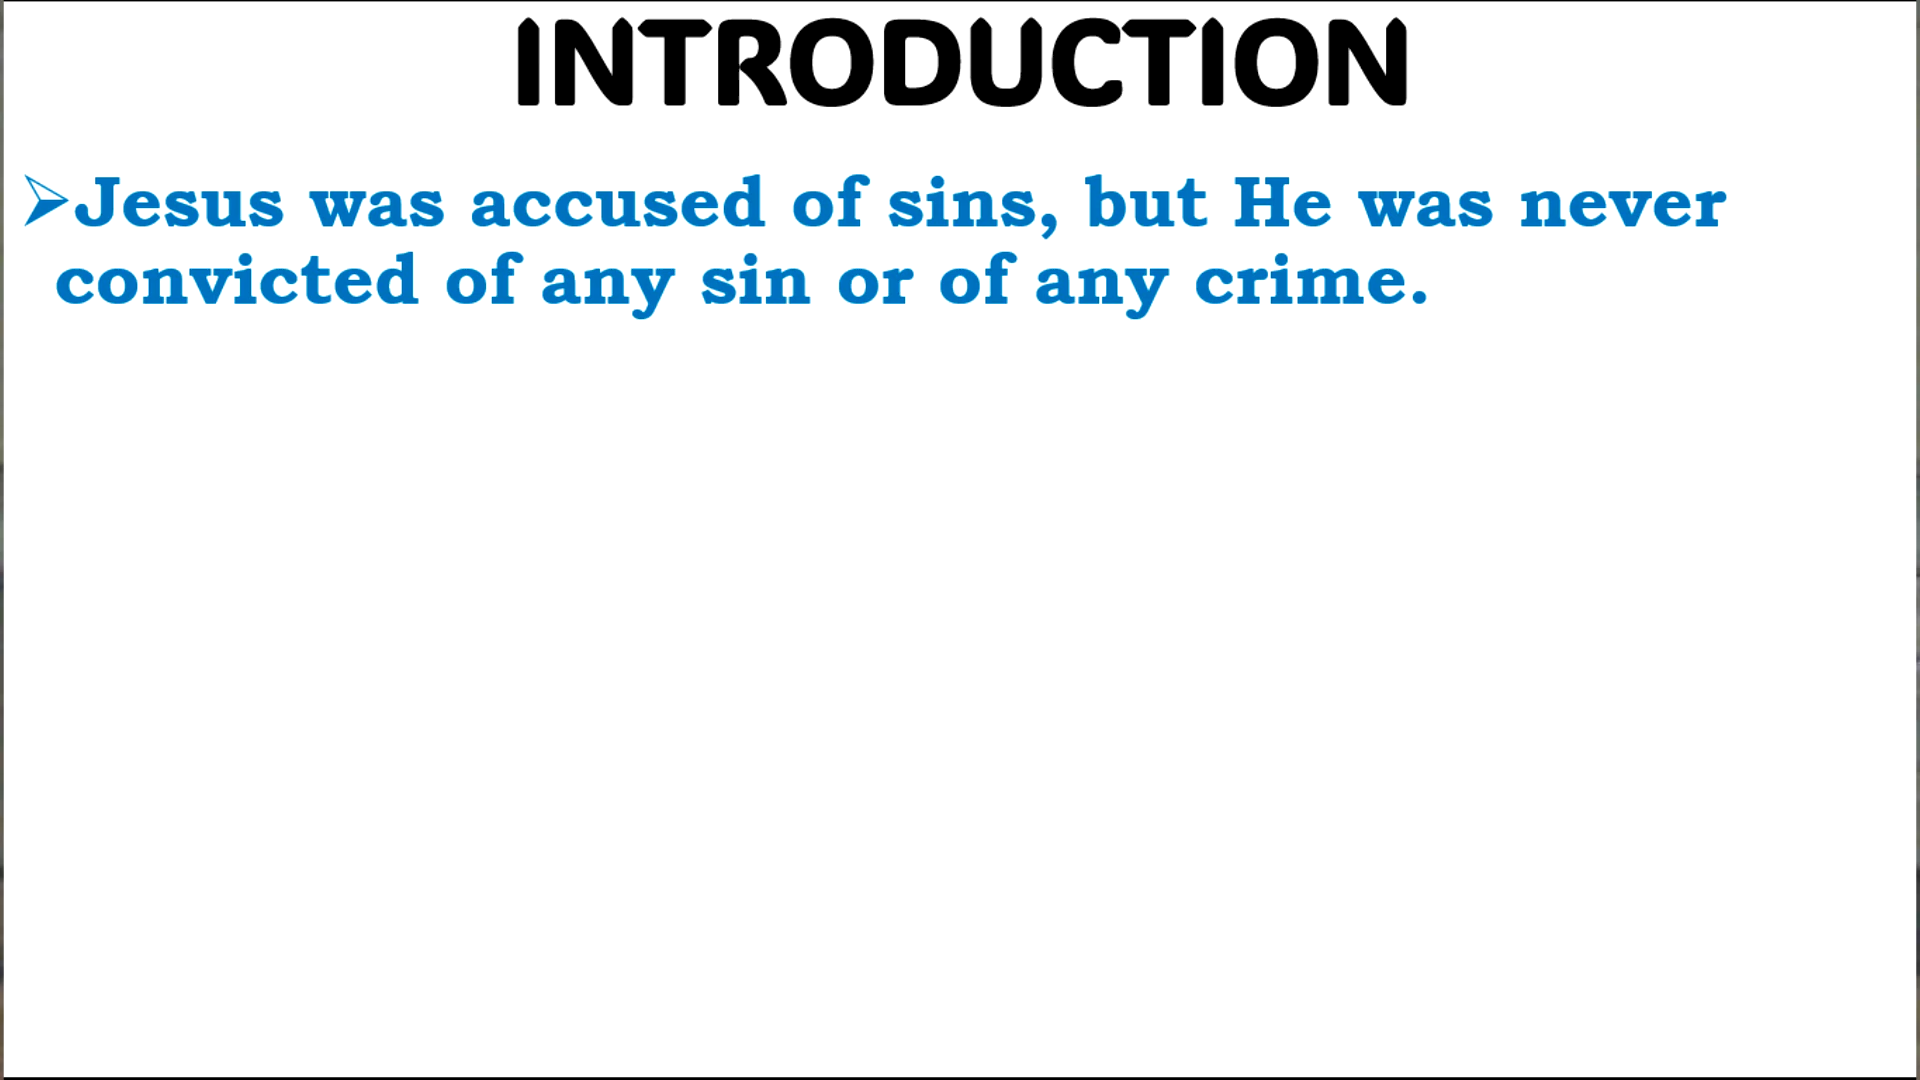 INTRODUCTION
➢Jesus was accused of sins, but He was never
convicted of any sin or of any crime.